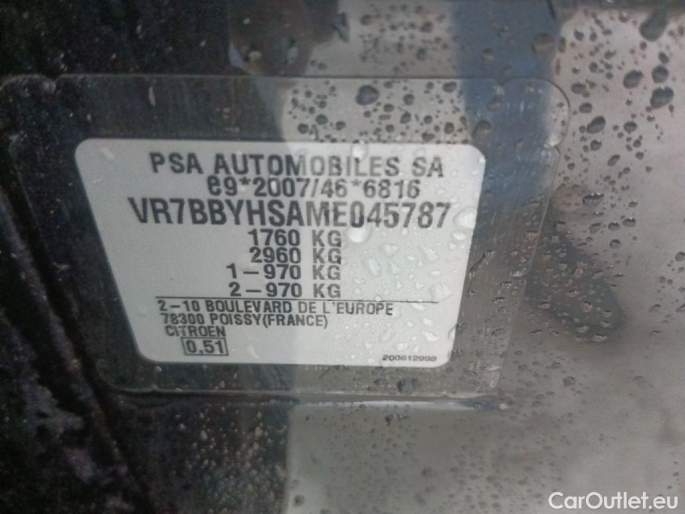 PSA AUTOMOBILES SA
e9*2007/46*6816
VR7BBYHSAME045787
1760 KG
2960 KG
1-970 KG
2-970 KG
2-10 BOULEVARD DE L'EUROPE
78300 POISSY(FRANCE)
CITROEN
0.51
200612998
CarOutlet.eu